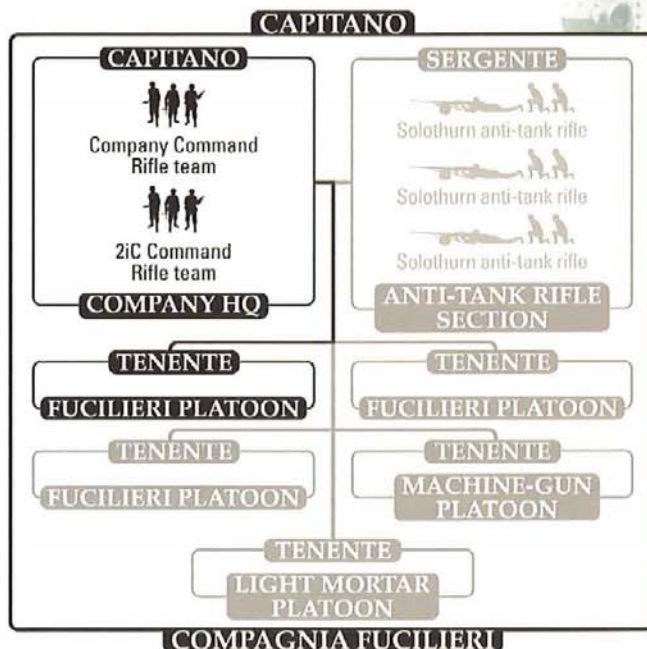 CAPITANO
CAPITANO
Company Command
Rifle team
2iC Command
Rifle team
COMPANY HQ
SERGENTE
Solothurn anti-tank rifle
Solothurn anti-tank rifle
Solothurn anti-tank rifle
ANTI-TANK RIFLE
SECTION
TENENTE
FUCILIERI PLATOON
TENENTE
FUCILIERI PLATOON
TENENTE
FUCILIERI PLATOON
TENENTE
MACHINE-GUN
PLATOON
TENENTE
LIGHT MORTAR
PLATOON
COMPAGNIA FUCILIERI